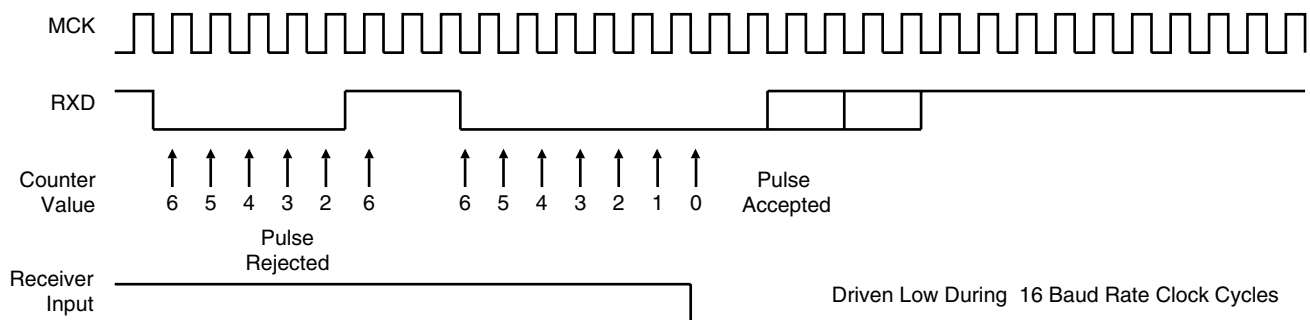 MCK
RXD
Counter
Value
6 5 4 3 2 6 6 5 4 3 2 1 0
Pulse
Accepted
Pulse
Rejected
Receiver
Input
Driven Low During 16 Baud Rate Clock Cycles